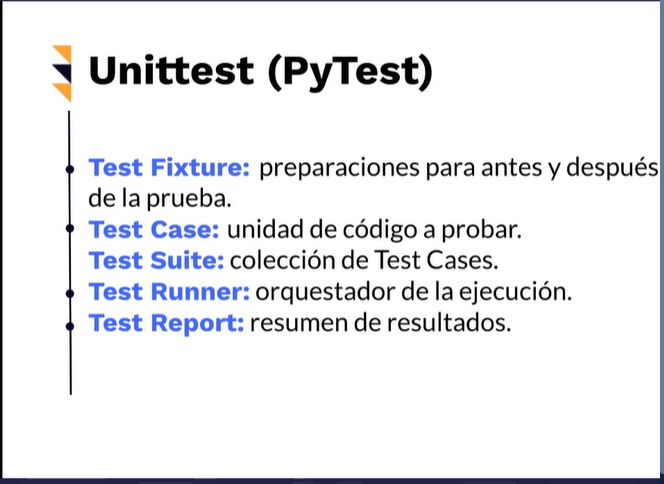 Unittest (PyTest)
Test Fixture: preparaciones para antes y después
de la prueba.
Test Case: unidad de código a probar.
Test Suite: colección de Test Cases.
Test Runner: orquestador de la ejecución.
Test Report: resumen de resultados.